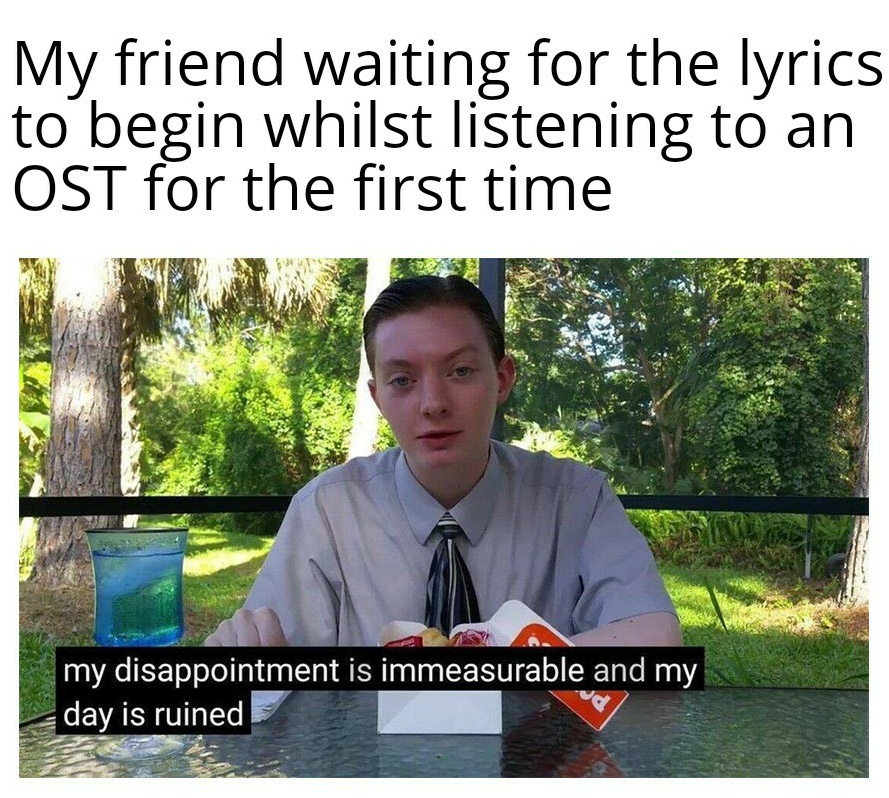 My friend waiting for the lyrics
to begin whilst listening to an
OST for the first time
my disappointment is immeasurable and my
day is ruined